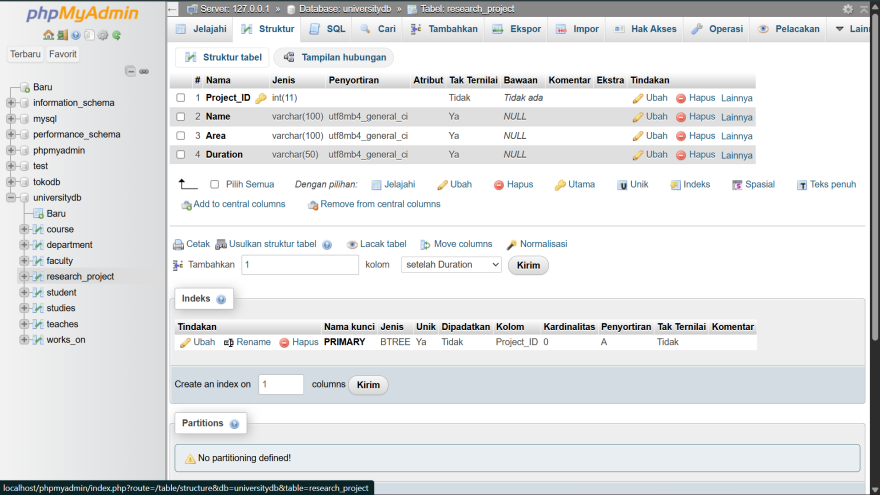 phpMyAdmin
Terbaru Favorit
Baru
information_schema
mysql
performance_schema
phpmyadmin
test
tokodb
universitydb
Baru
course
department
faculty
research_project
student
studies
teaches
works_on
Server: 127.0.0.1 » Database: universitydb » Tabel: research_project
Jelajahi Struktur SQL Cari Tambahkan Ekspor Impor Hak Akses Operasi Pelacakan
Struktur tabel Tampilan hubungan
# Nama Jenis Penyortiran Atribut Tak Ternilai Bawaan Komentar Ekstra Tindakan
1 Project_ID int(11) Tidak Tidak ada Ubah Hapus Lainnya
2 Name varchar(100) utf8mb4_general_ci Ya NULL Ubah Hapus Lainnya
3 Area varchar(100) utf8mb4_general_ci Ya NULL Ubah Hapus Lainnya
4 Duration varchar(50) utf8mb4_general_ci Ya NULL Ubah Hapus Lainnya
Pilih Semua Dengan pilihan: Jelajahi Ubah Hapus Utama Unik Indeks Spasial Teks penuh
Add to central columns Remove from central columns
Cetak Usulkan struktur tabel Lacak tabel Move columns Normalisasi
Tambahkan 1 kolom setelah Duration Kirim
Indeks
Tindakan Nama kunci Jenis Unik Dipadatkan Kolom Kardinalitas Penyortiran Tak Ternilai Komentar
Ubah Rename Hapus PRIMARY BTREE Ya Tidak Project_ID 0 A Tidak
Create an index on 1 columns Kirim
Partitions
No partitioning defined!
localhost/phpmyadmin/index.php?route=/table/structure&db=universitydb&table=research_project